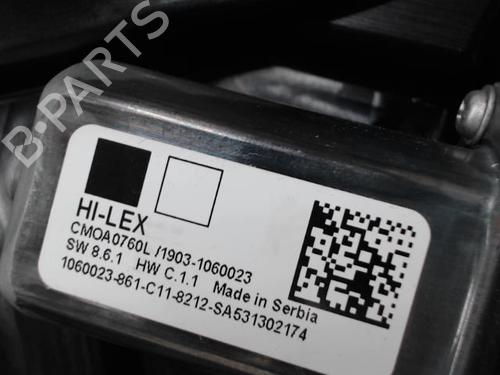 B-PARTS
HI-LEX
CMOA0760L /1903-1060023
SW 8.6.1 HW C.1.1 Made in Serbia
1060023-861-C11-8212-SA531302174